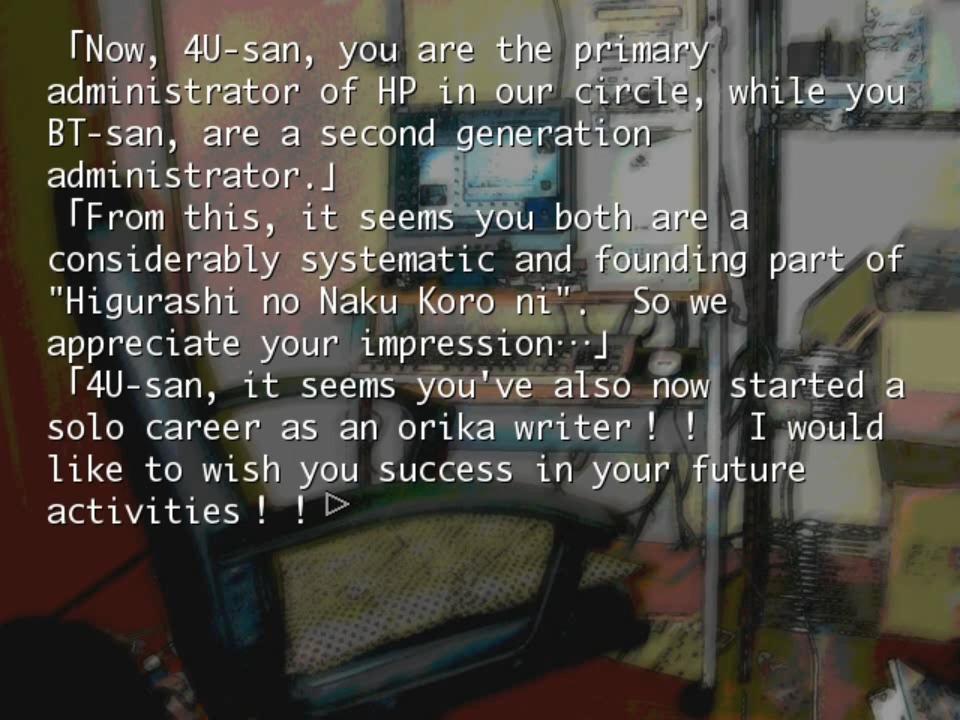 「Now, 4U-san, you are the primary
administrator of HP in our circle, while you
BT-san, are a second generation
administrator.」
「From this, it seems you both are a
considerably systematic and founding part of
"Higurashi no Naku Koro ni".  So we
appreciate your impression…」
「4U-san, it seems you've also now started a
solo career as an orika writer！！  I would
like to wish you success in your future
activities！！